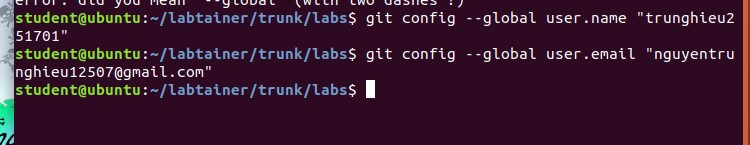 error: did you mean `--global` (with two dashes ?)
student@ubuntu:~/labtainer/trunk/labs$ git config --global user.name "trunghieu2
51701"
student@ubuntu:~/labtainer/trunk/labs$ git config --global user.email "nguyentru
nghieu12507@gmail.com"
student@ubuntu:~/labtainer/trunk/labs$